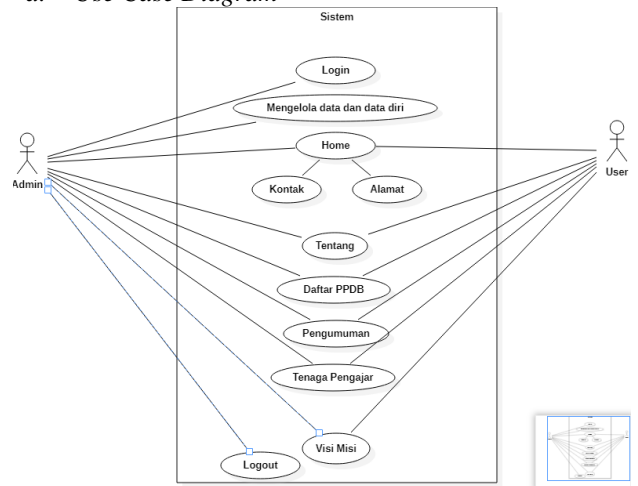 a. Use Case Diagram
Sistem
Login
Mengelola data dan data diri
Home
Admin
User
Kontak
Alamat
Tentang
Daftar PPDB
Pengumuman
Tenaga Pengajar
Visi Misi
Logout